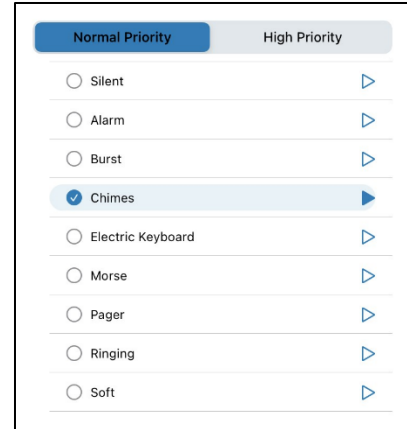 Normal Priority High Priority
Silent
Alarm
Burst
Chimes
Electric Keyboard
Morse
Pager
Ringing
Soft